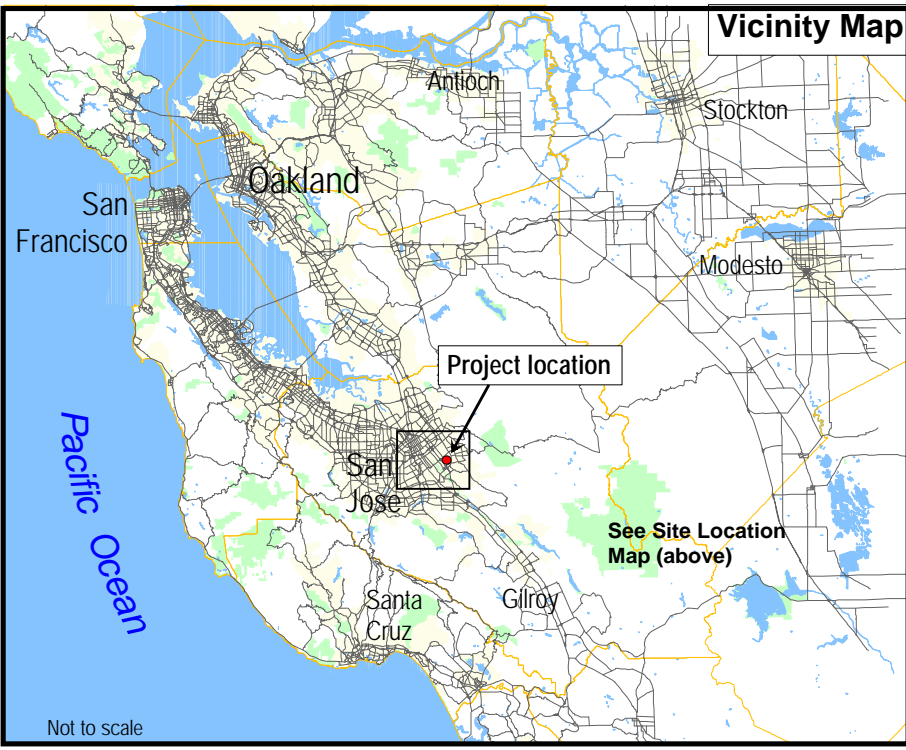 Vicinity Map
Antioch
Stockton
Oakland
San
Francisco
Modesto
Project location
Pacific Ocean
San
Jose
See Site Location
Map (above)
Santa
Cruz
Gilroy
Not to scale